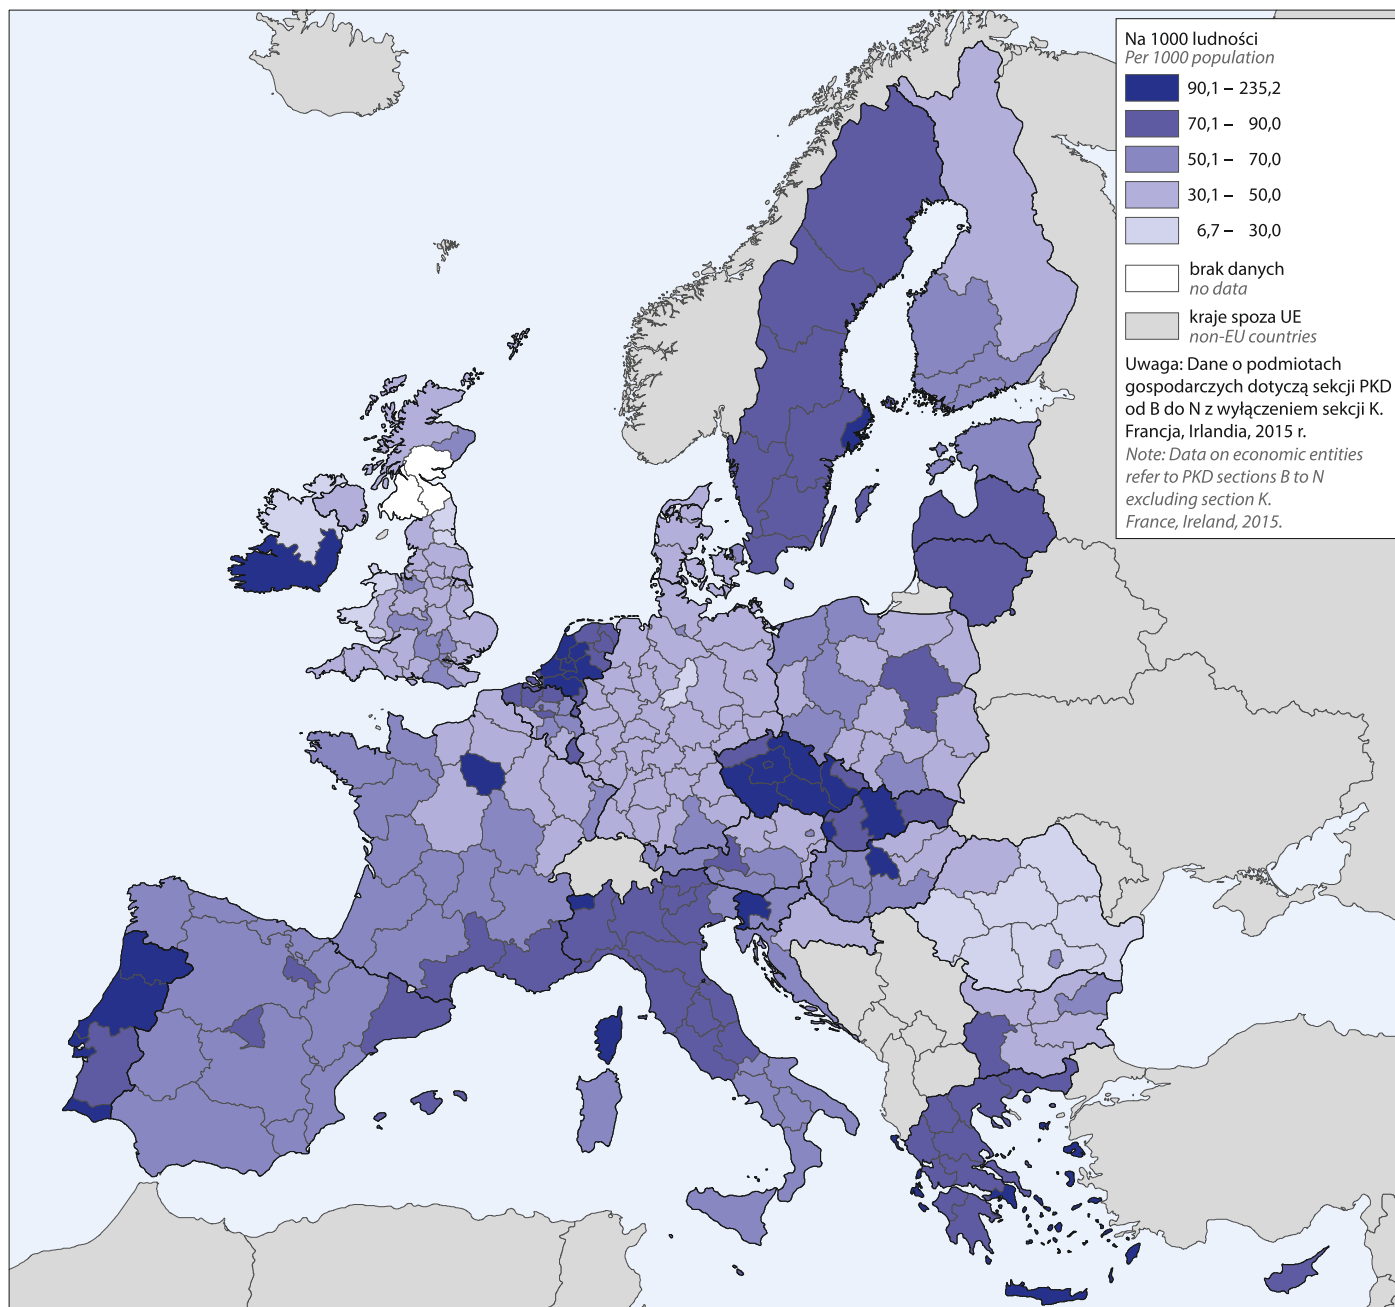 Na 1000 ludności
Per 1000 population
90,1 – 235,2
70,1 – 90,0
50,1 – 70,0
30,1 – 50,0
6,7 – 30,0
brak danych
no data
kraje spoza UE
non-EU countries
Uwaga: Dane o podmiotach
gospodarczych dotyczą sekcji PKD
od B do N z wyłączeniem sekcji K.
Francja, Irlandia, 2015 r.
Note: Data on economic entities
refer to PKD sections B to N
excluding section K.
France, Ireland, 2015.